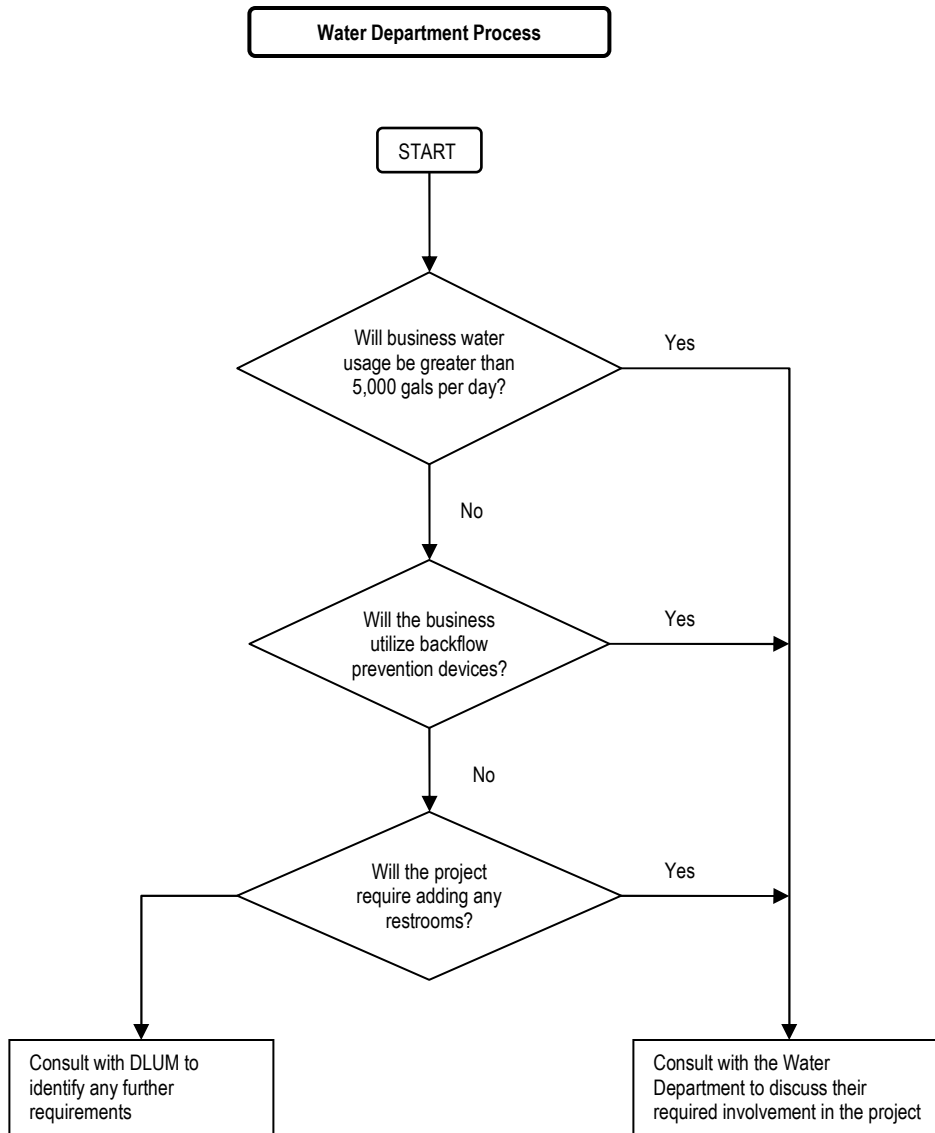 Water Department Process
START
Will business water
usage be greater than
5,000 gals per day?
Yes
No
Will the business
utilize backflow
prevention devices?
Yes
No
Will the project
require adding any
restrooms?
Yes
Consult with DLUM to
identify any further
requirements
Consult with the Water
Department to discuss their
required involvement in the project